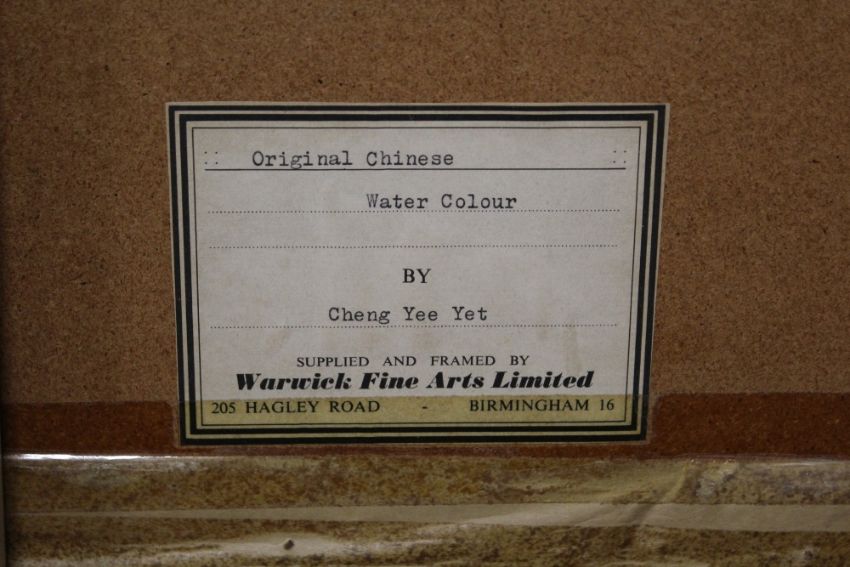 :: Original Chinese ::
Water Colour
BY
Cheng Yee Yet
SUPPLIED AND FRAMED BY
Warwick Fine Arts Limited
205 HAGLEY ROAD - BIRMINGHAM 16